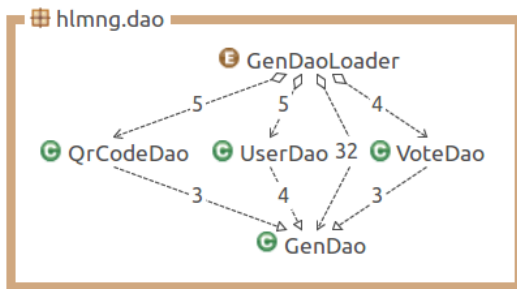 hlmng.dao
E GenDaoLoader
5 5 4
C QrCodeDao C UserDao 32 C VoteDao
3 4 3
C GenDao